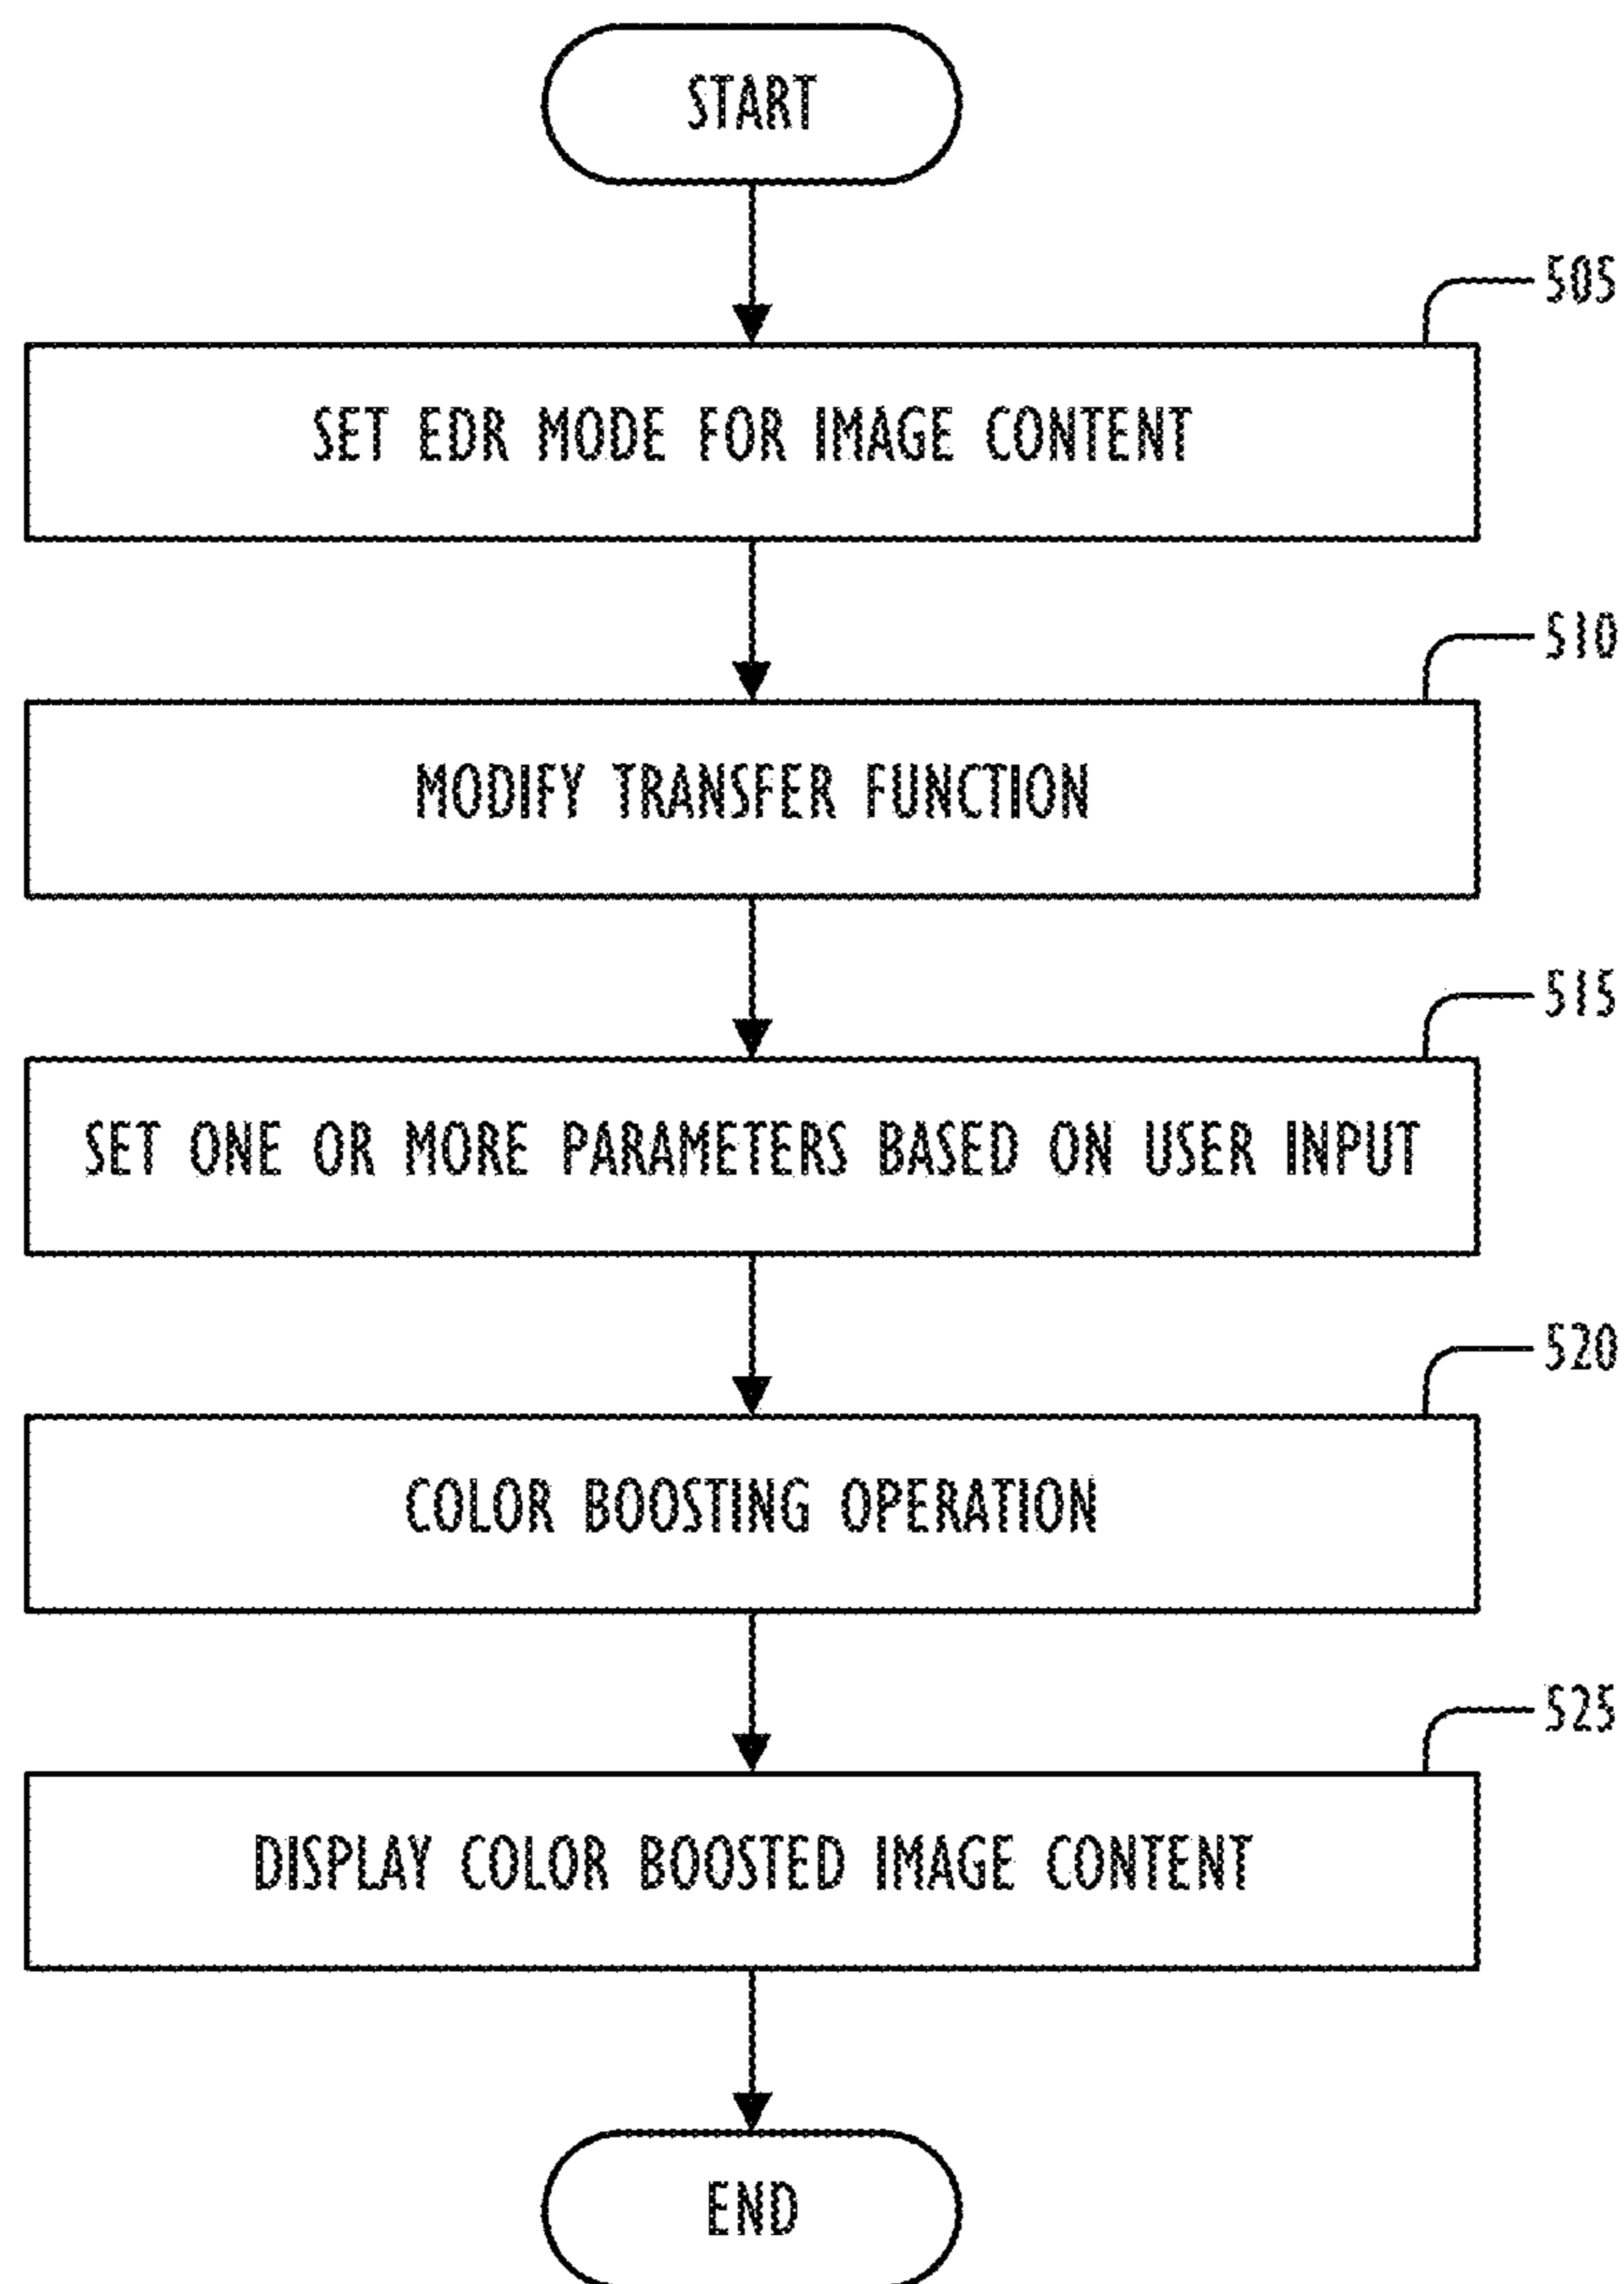 START
505
SET EDR MODE FOR IMAGE CONTENT
510
MODIFY TRANSFER FUNCTION
515
SET ONE OR MORE PARAMETERS BASED ON USER INPUT
520
COLOR BOOSTING OPERATION
525
DISPLAY COLOR BOOSTED IMAGE CONTENT
END